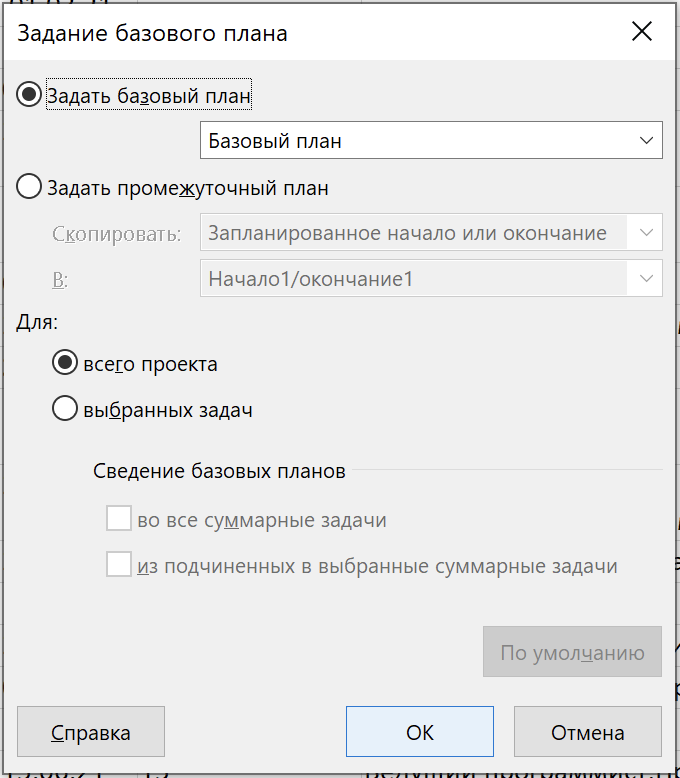 Задание базового плана
Задать базовый план
Базовый план
Задать промежуточный план
Скопировать: Запланированное начало или окончание
В: Начало1/окончание1
Для:
всего проекта
выбранных задач
Сведение базовых планов
во все суммарные задачи
из подчиненных в выбранные суммарные задачи
По умолчанию
Справка ОК Отмена